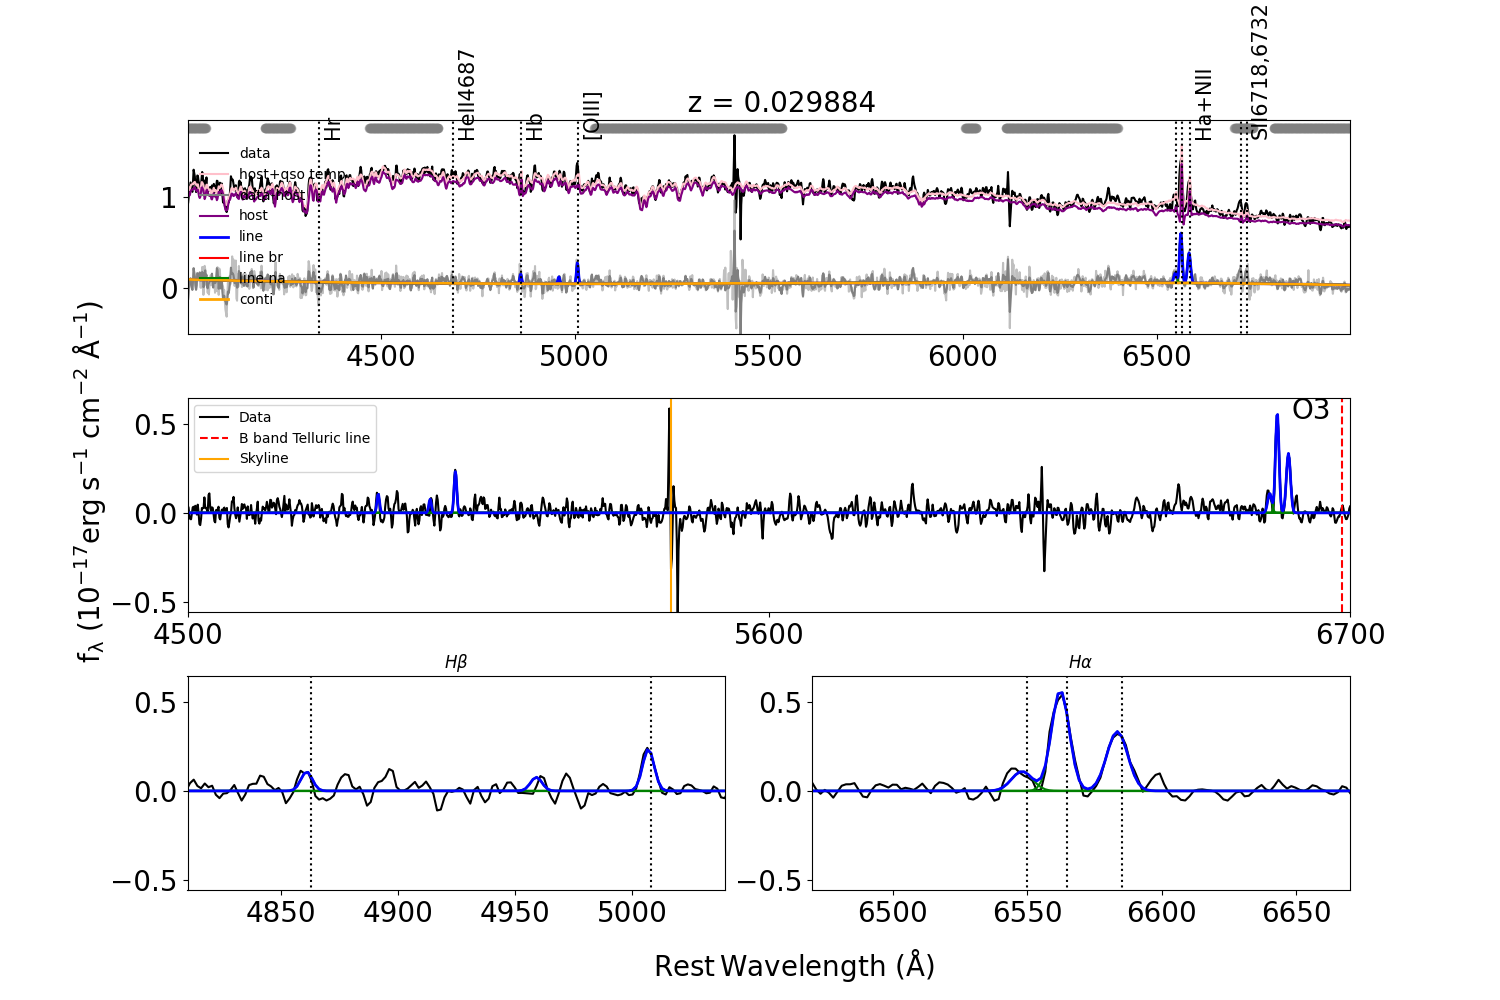 z = 0.029884
Hr
HeII4687
Hb
[OIII]
Ha+NII
SII6718,6732
data
host+qso temp
data-host
host
line
line br
line na
conti
1
0
4500
5000
5500
6000
6500
fλ (10⁻¹⁷erg s⁻¹ cm⁻² Å⁻¹)
Data
B band Telluric line
Skyline
O3
0.5
0.0
−0.5
4500
5600
6700
Hβ
0.5
0.0
−0.5
4850
4900
4950
5000
Hα
0.5
0.0
−0.5
6500
6550
6600
6650
Rest Wavelength (Å)